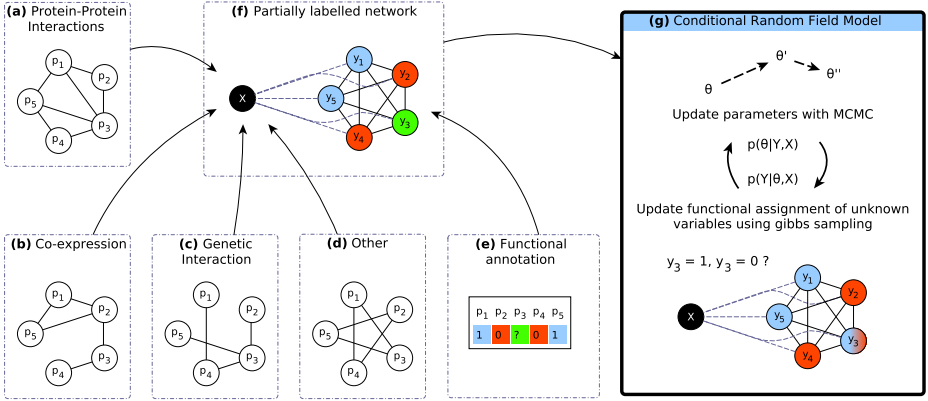 (a) Protein-Protein
Interactions
p1
p2
p5
p3
p4
(f) Partially labelled network
X
y1
y2
y5
y3
y4
(g) Conditional Random Field Model
θ
θ'
θ''
Update parameters with MCMC
p(θ|Y,X)
p(Y|θ,X)
Update functional assignment of unknown
variables using gibbs sampling
y3 = 1, y3 = 0 ?
X
y1
y2
y5
y3
y4
(b) Co-expression
p1
p2
p5
p3
p4
(c) Genetic
Interaction
p1
p2
p5
p3
p4
(d) Other
p1
p2
p5
p3
p4
(e) Functional
annotation
p1 p2 p3 p4 p5
1 0 ? 0 1